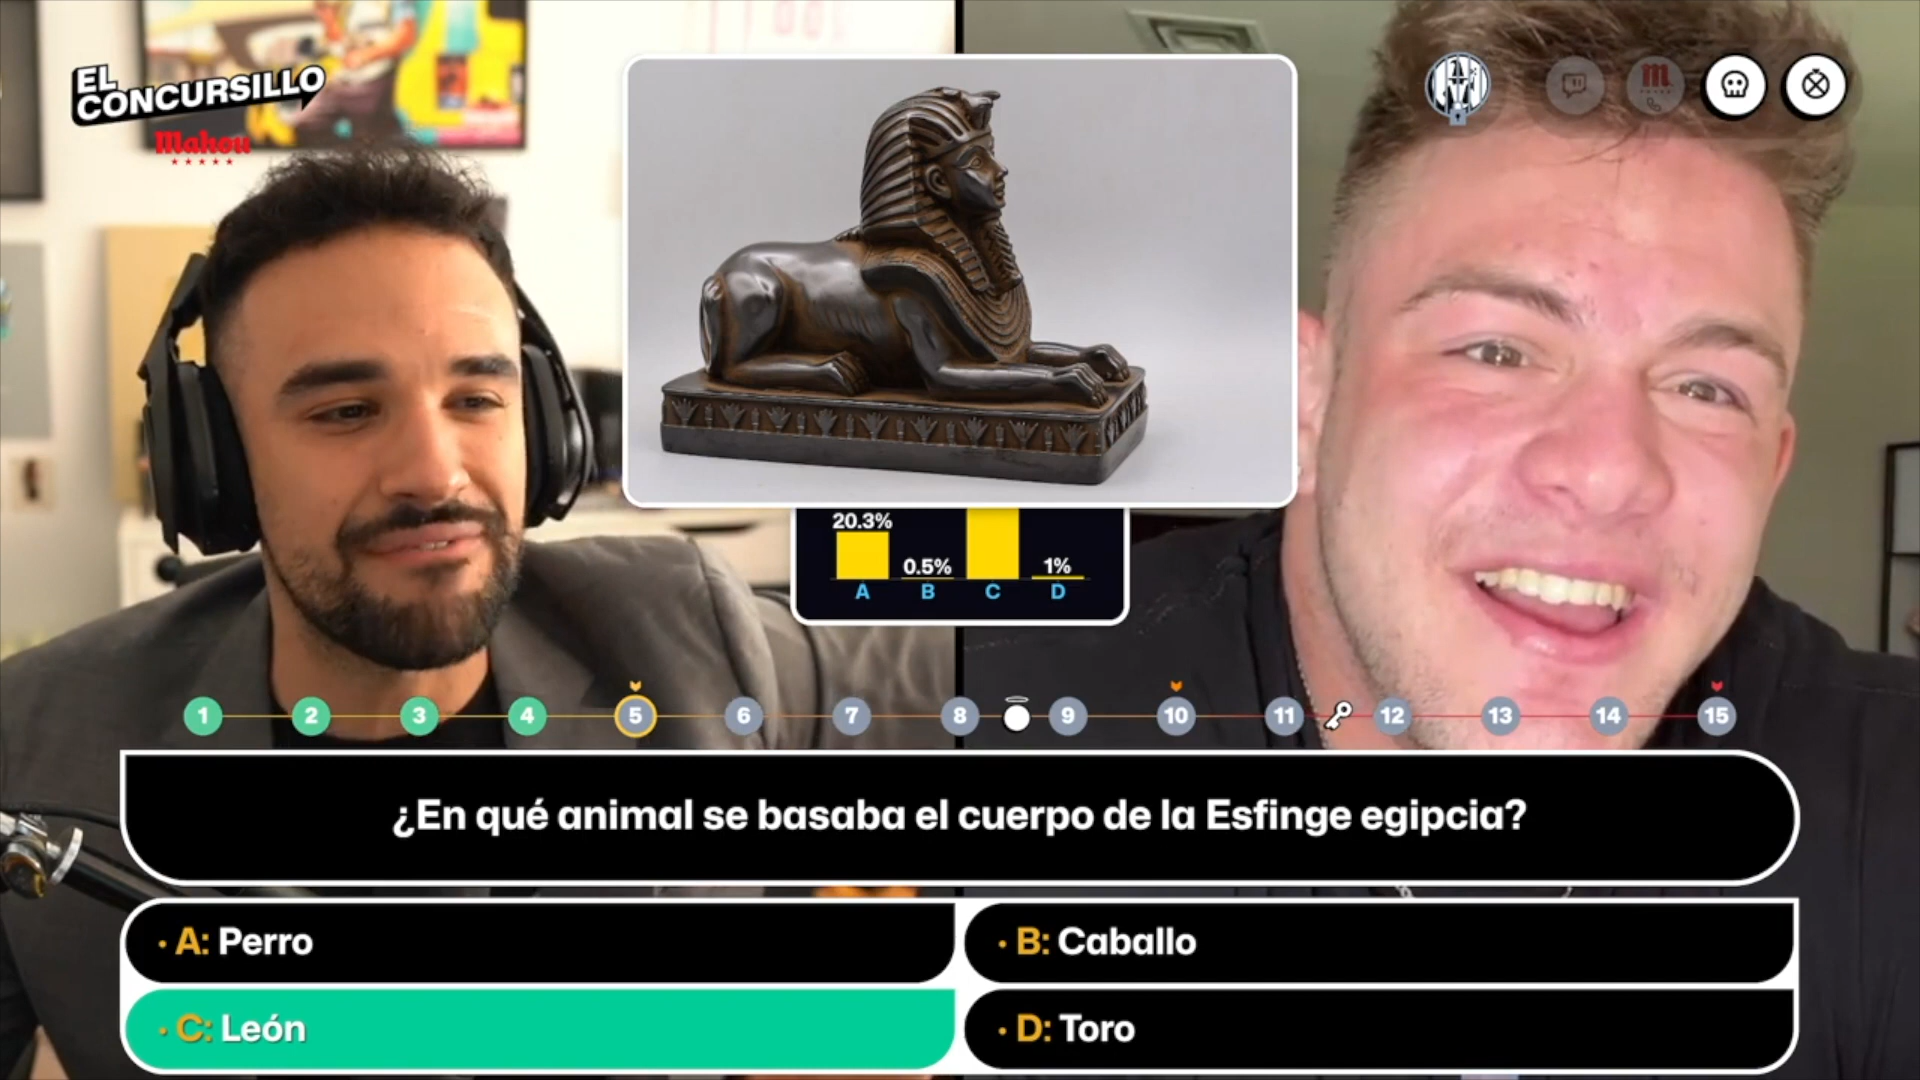 EL
CONCURSILLO
Mahou
20.3%
0.5%
1%
A B C D
1 2 3 4 5 6 7 8 9 10 11 12 13 14 15
¿En qué animal se basaba el cuerpo de la Esfinge egipcia?
· A: Perro
· B: Caballo
· C: León
· D: Toro